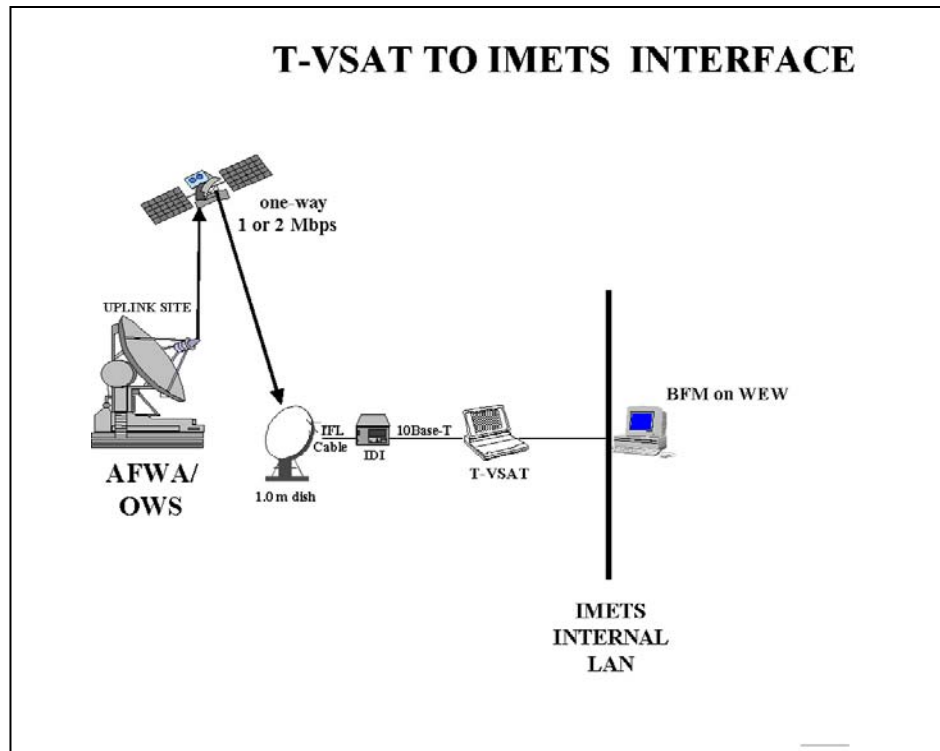 T-VSAT TO IMETS INTERFACE
one-way
1 or 2 Mbps
UPLINK SITE
BFM on WEW
IFL
Cable
10Base-T
IDI
T-VSAT
AFWA/
OWS
1.0 m dish
IMETS
INTERNAL
LAN